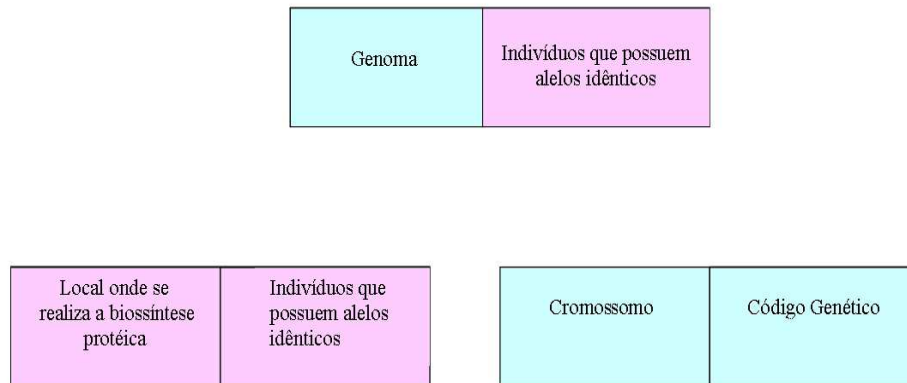 Genoma
Indivíduos que possuem
alelos idênticos
Local onde se
realiza a biossíntese
protéica
Indivíduos que
possuem alelos
idênticos
Cromossomo
Código Genético